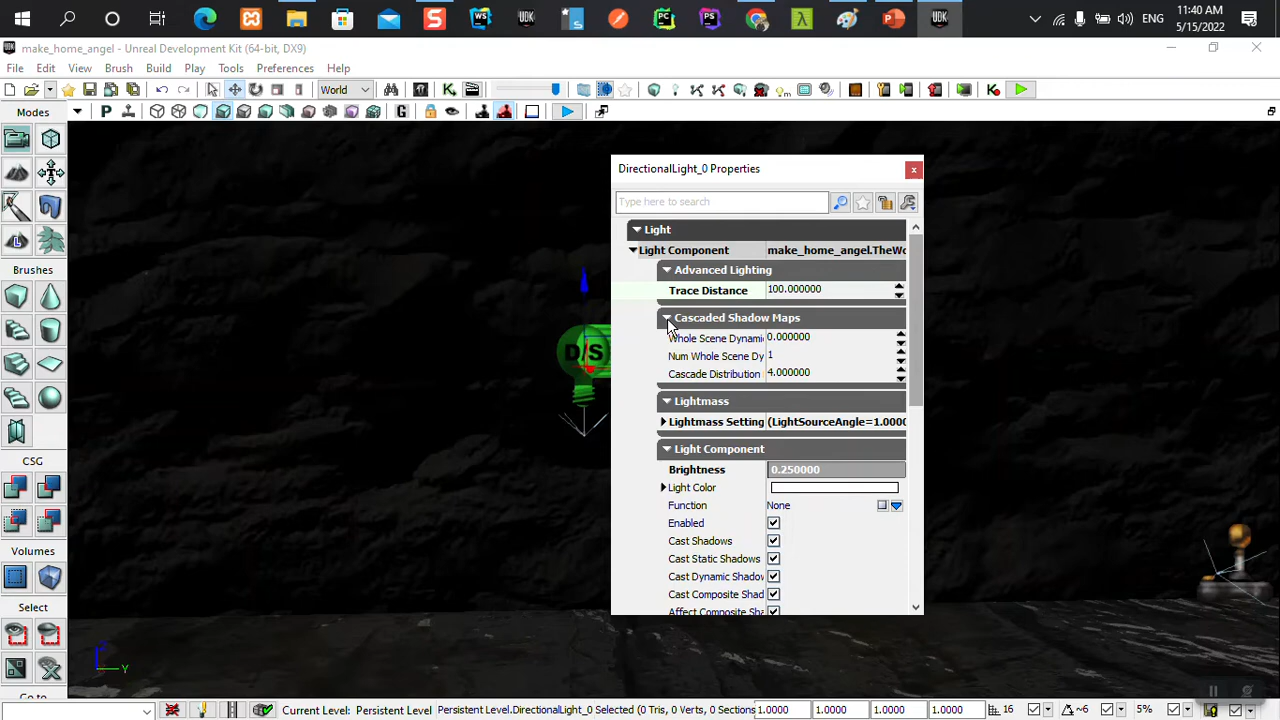 11:40 AM
ENG
5/15/2022
make_home_angel - Unreal Development Kit (64-bit, DX9)
File Edit View Brush Build Play Tools Preferences Help
World
Modes
Brushes
CSG
Volumes
Select
Go to
DirectionalLight_0 Properties
Type here to search
Light
Light Component make_home_angel.TheWo
Advanced Lighting
Trace Distance 100.000000
Cascaded Shadow Maps
Whole Scene Dynami 0.000000
Num Whole Scene Dy 1
Cascade Distribution 4.000000
Lightmass
Lightmass Setting (LightSourceAngle=1.0000
Light Component
Brightness 0.250000
Light Color
Function None
Enabled
Cast Shadows
Cast Static Shadows
Cast Dynamic Shadow
Cast Composite Shad
Affect Composite Sha
D/S
Z
Y
Current Level: Persistent Level Persistent Level.DirectionalLight_0 Selected (0 Tris, 0 Verts, 0 Sections 1.0000 1.0000 1.0000 1.0000 16 ~6 5%